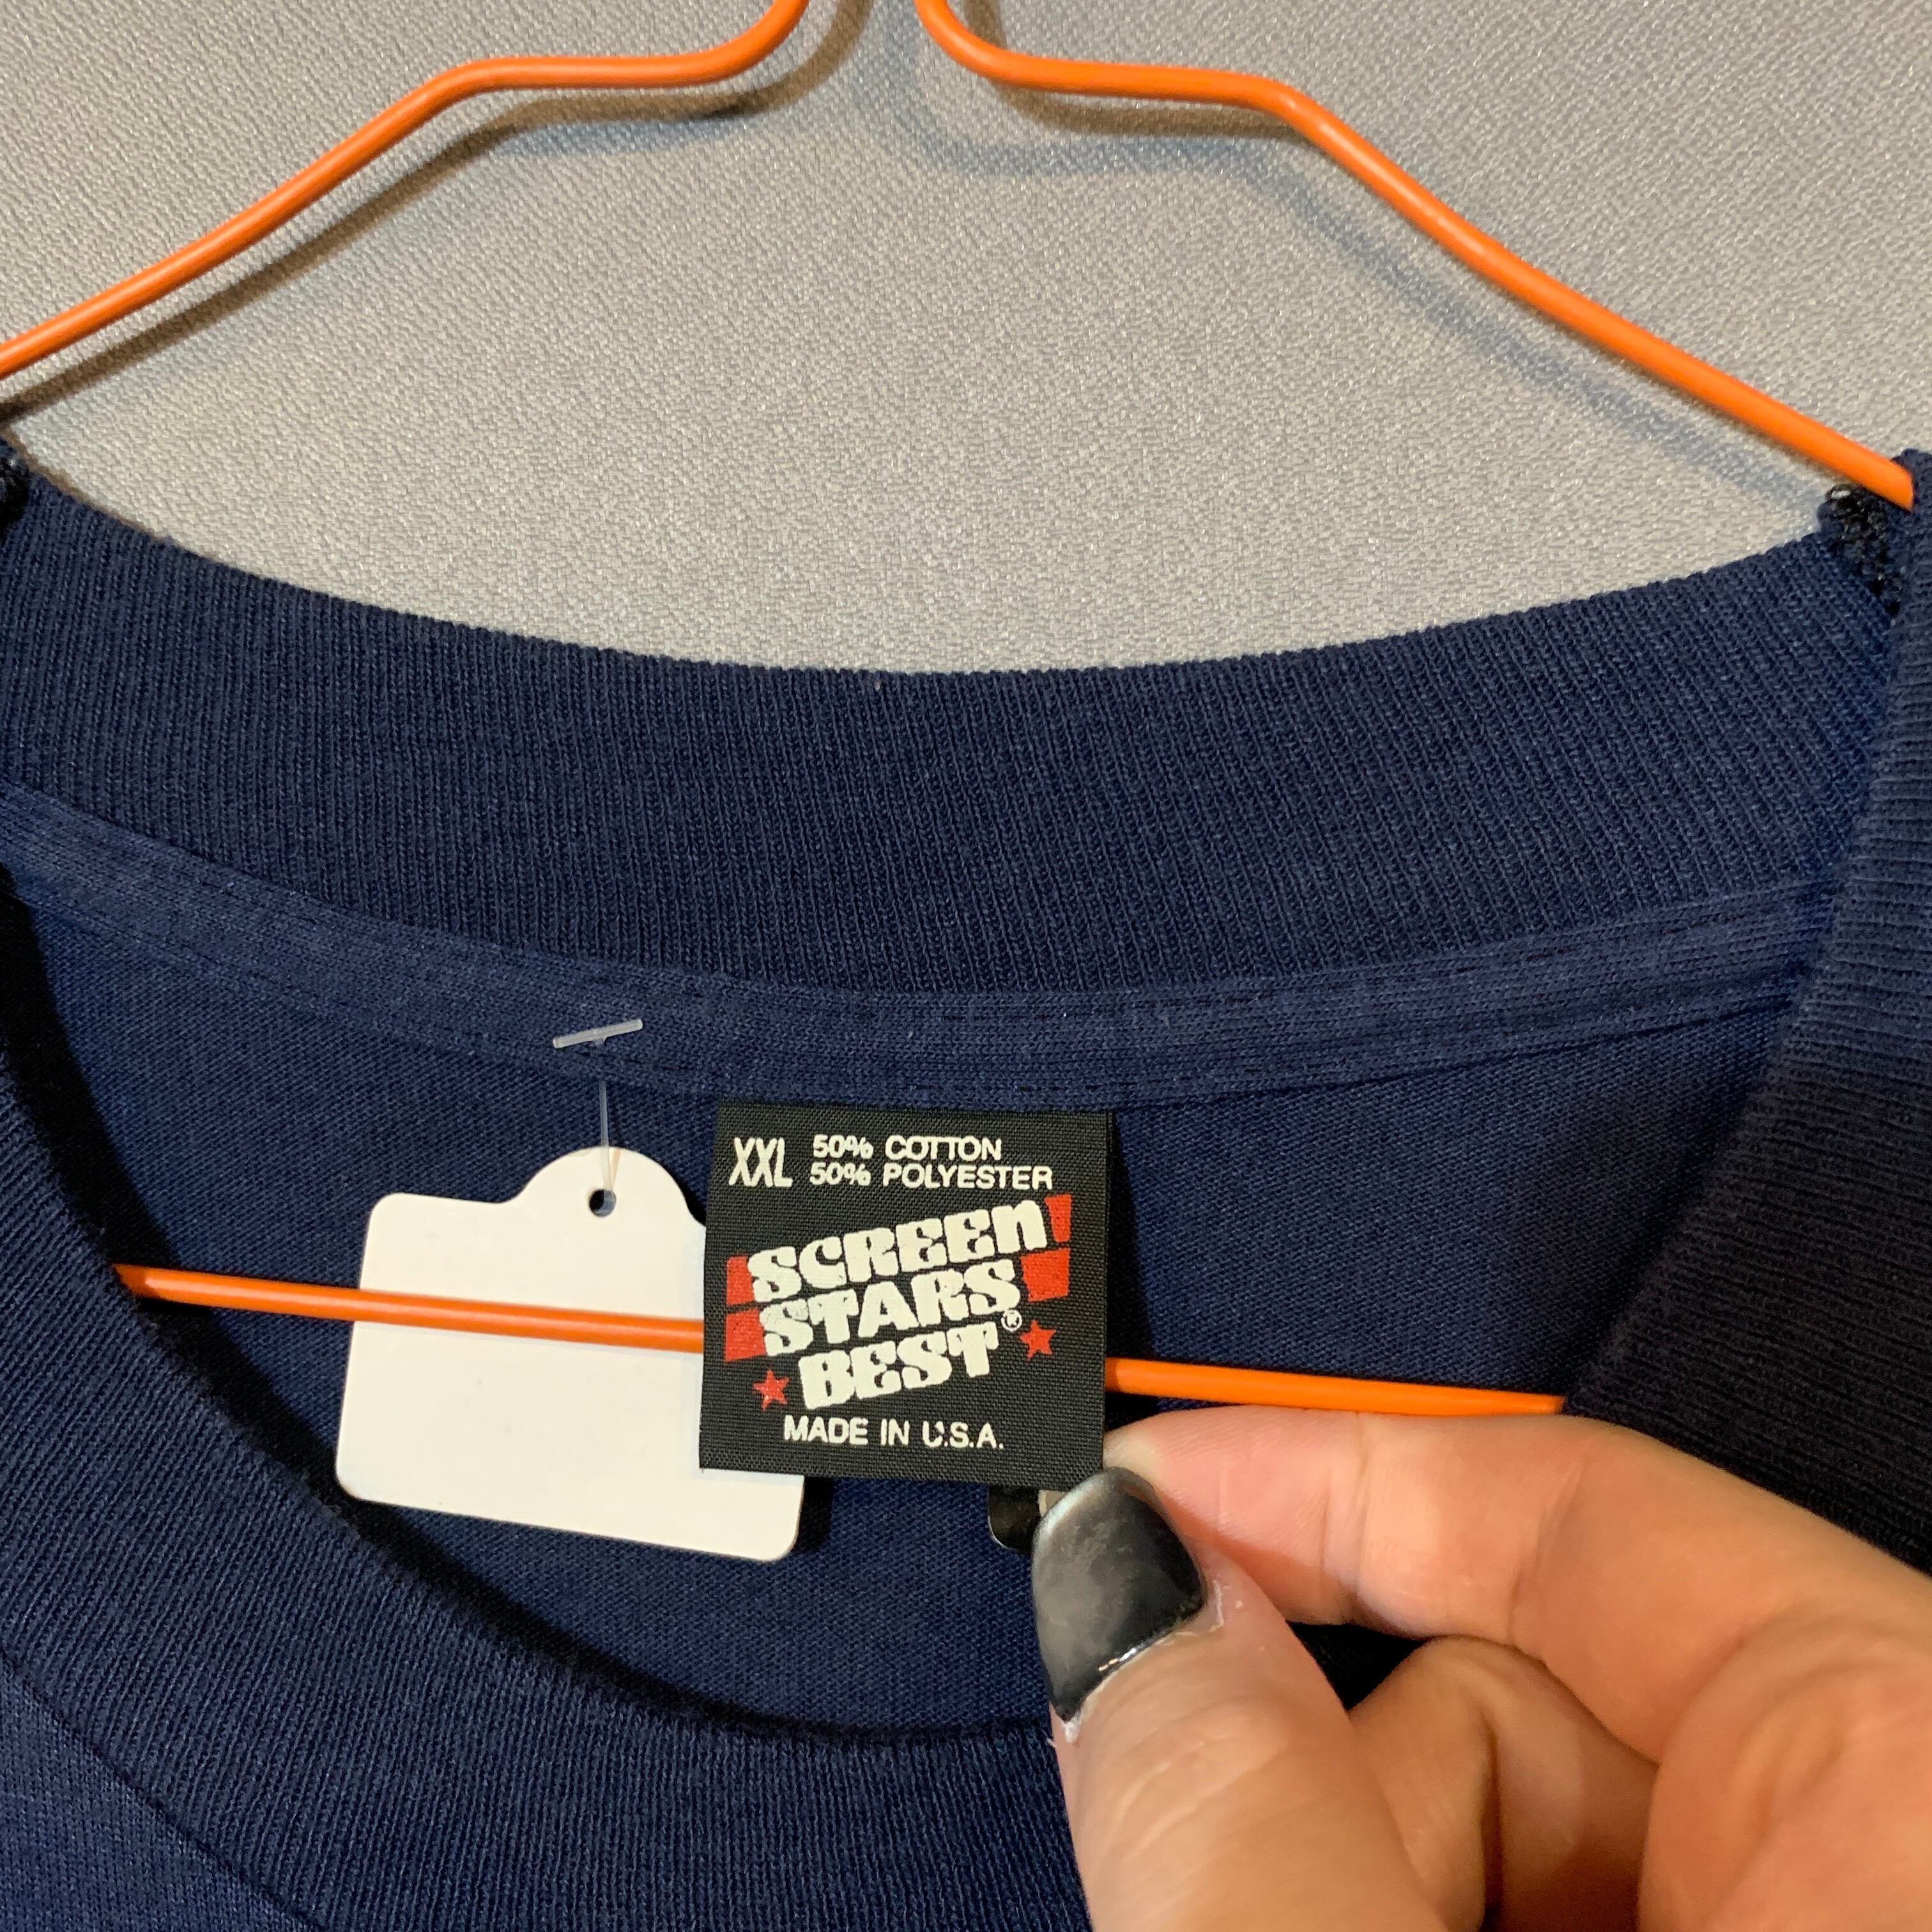 XXL 50% COTTON
50% POLYESTER
SCREEN
STARS
BEST®
MADE IN U.S.A.